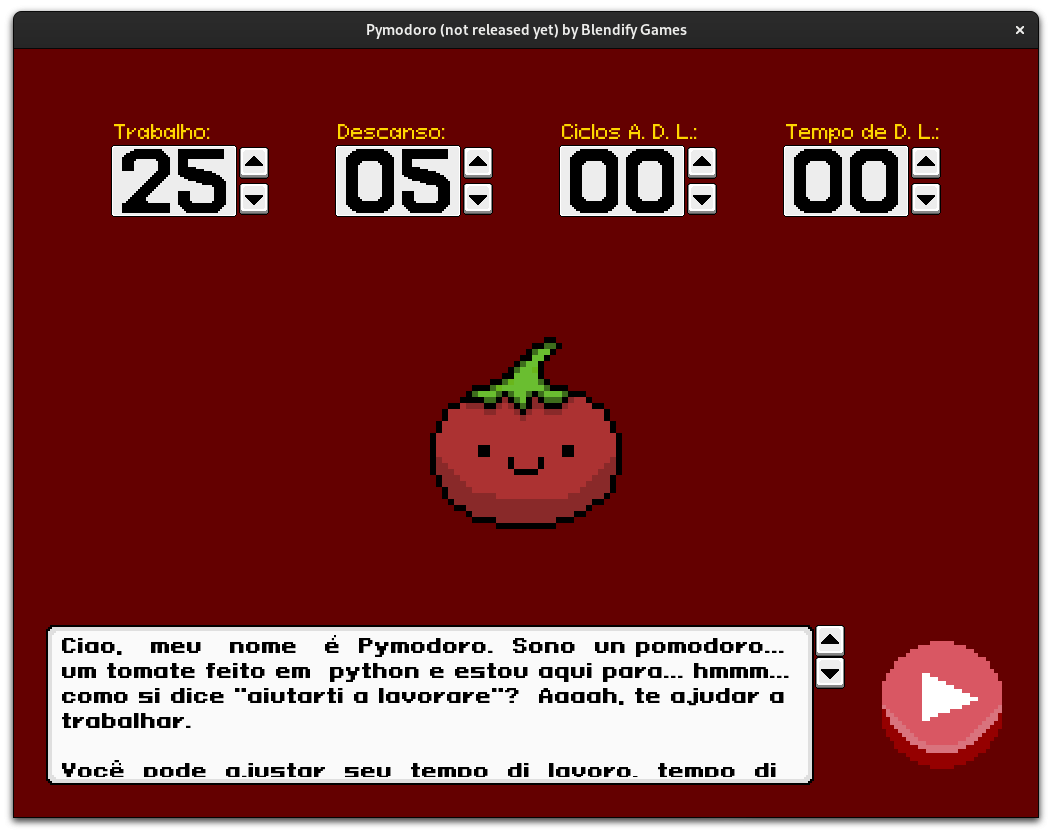 Pymodoro (not released yet) by Blendify Games
Trabalho: Descanso: Ciclos A. D. L.: Tempo de D. L.:
25 05 00 00
Ciao, meu nome é Pymodoro. Sono un pomodoro...
um tomate feito em python e estou aqui para... hmmm...
como si dice "aiutarti a lavorare"? Aaaah, te ajudar a
trabalhar.
Você pode ajustar seu tempo di lavoro, tempo di